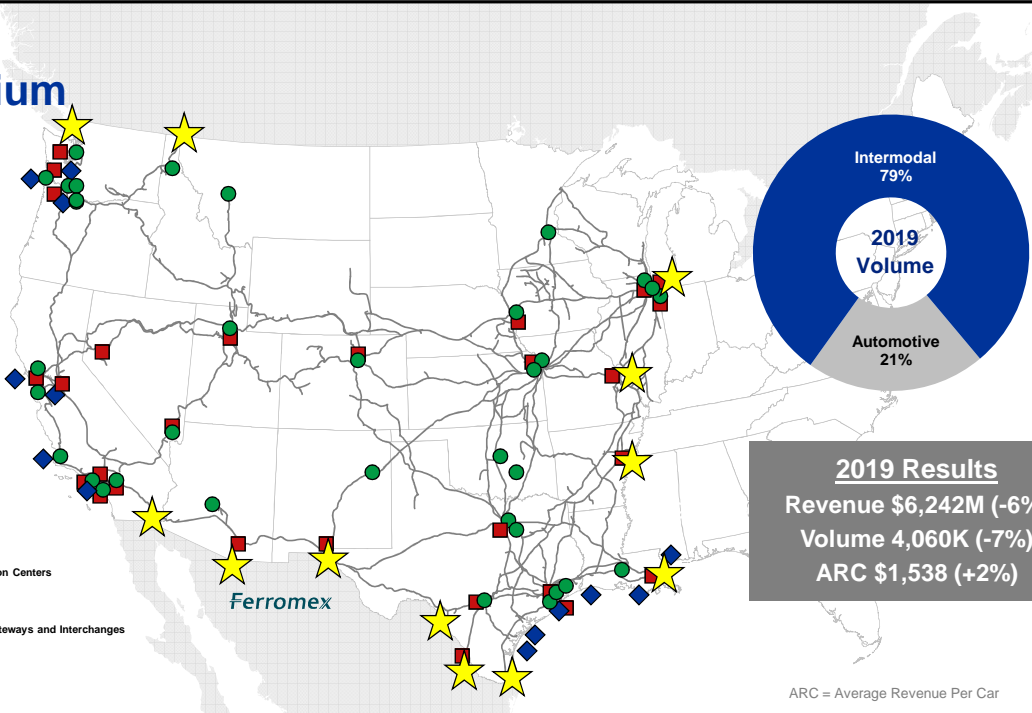 ium
Intermodal
79%
2019
Volume
Automotive
21%
2019 Results
Revenue $6,242M (-6%
Volume 4,060K (-7%)
ARC $1,538 (+2%)
on Centers
Ferromex
teways and Interchanges
ARC = Average Revenue Per Car